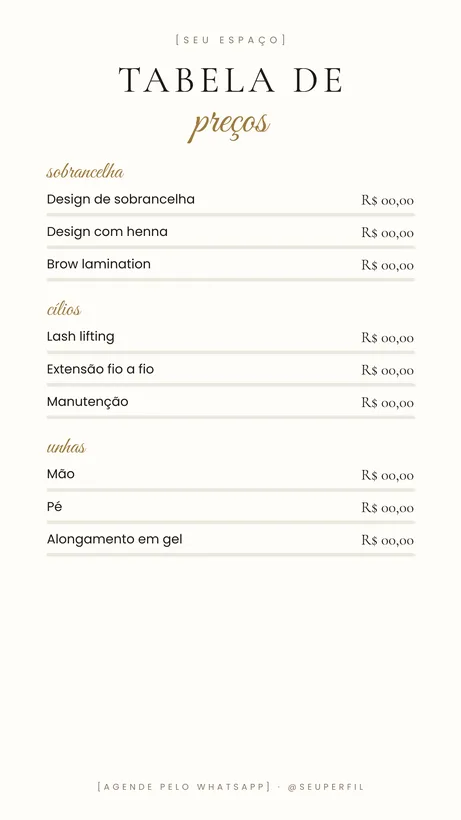 [SEU ESPAÇO]
TABELA DE
preços
sobrancelha
Design de sobrancelha R$ 00,00
Design com henna R$ 00,00
Brow lamination R$ 00,00
cílios
Lash lifting R$ 00,00
Extensão fio a fio R$ 00,00
Manutenção R$ 00,00
unhas
Mão R$ 00,00
Pé R$ 00,00
Alongamento em gel R$ 00,00
[AGENDE PELO WHATSAPP] · @SEUPERFIL